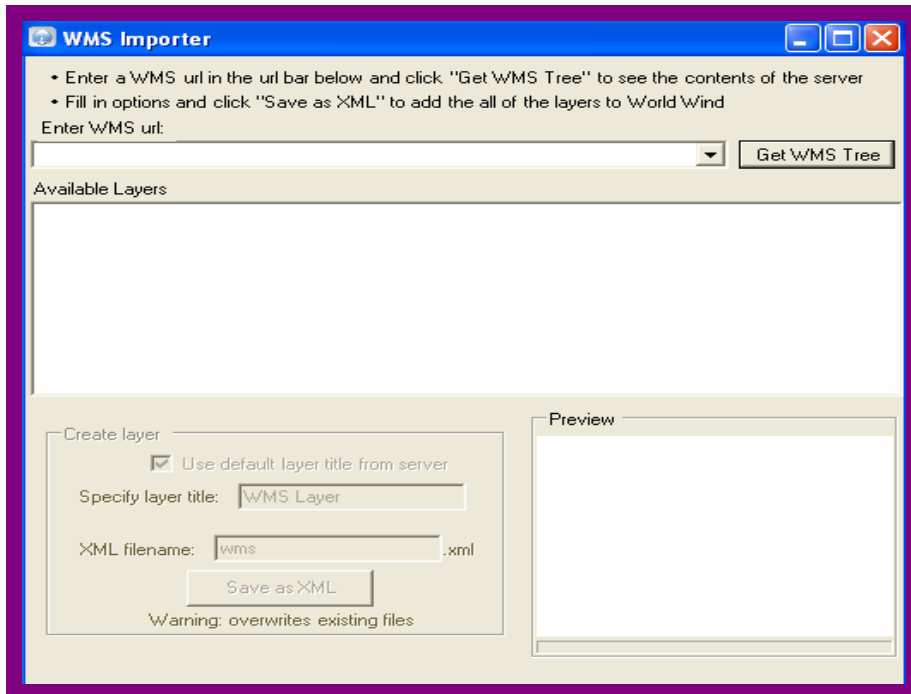 WMS Importer
• Enter a WMS url in the url bar below and click "Get WMS Tree" to see the contents of the server
• Fill in options and click "Save as XML" to add the all of the layers to World Wind
Enter WMS url:
Get WMS Tree
Available Layers
Create layer
Use default layer title from server
Specify layer title: WMS Layer
XML filename: wms .xml
Save as XML
Warning: overwrites existing files
Preview